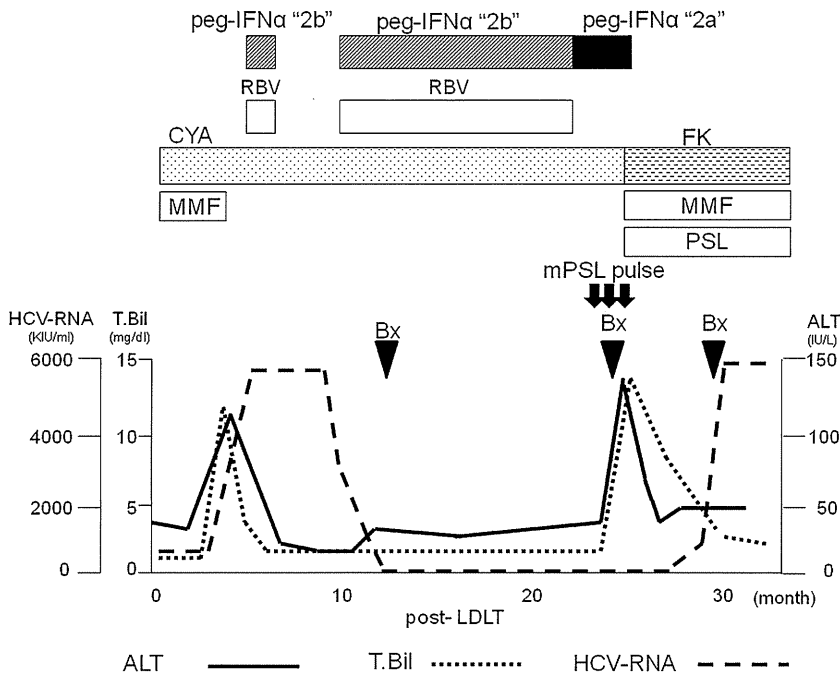 peg-IFNα “2b” peg-IFNα “2b” peg-IFNα “2a”
RBV RBV
CYA FK
MMF MMF
PSL
mPSL pulse
HCV-RNA T.Bil Bx Bx Bx ALT
(KIU/ml) (mg/dl) (IU/L)
6000 15 150
4000 10 100
2000 5 50
0 0 0
0 10 20 30 (month)
post- LDLT
ALT T.Bil HCV-RNA